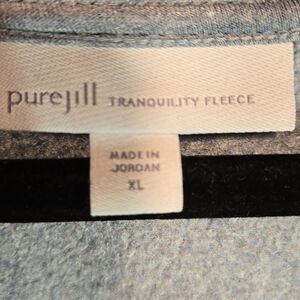 purejill TRANQUILITY FLEECE
MADE IN
JORDAN
XL